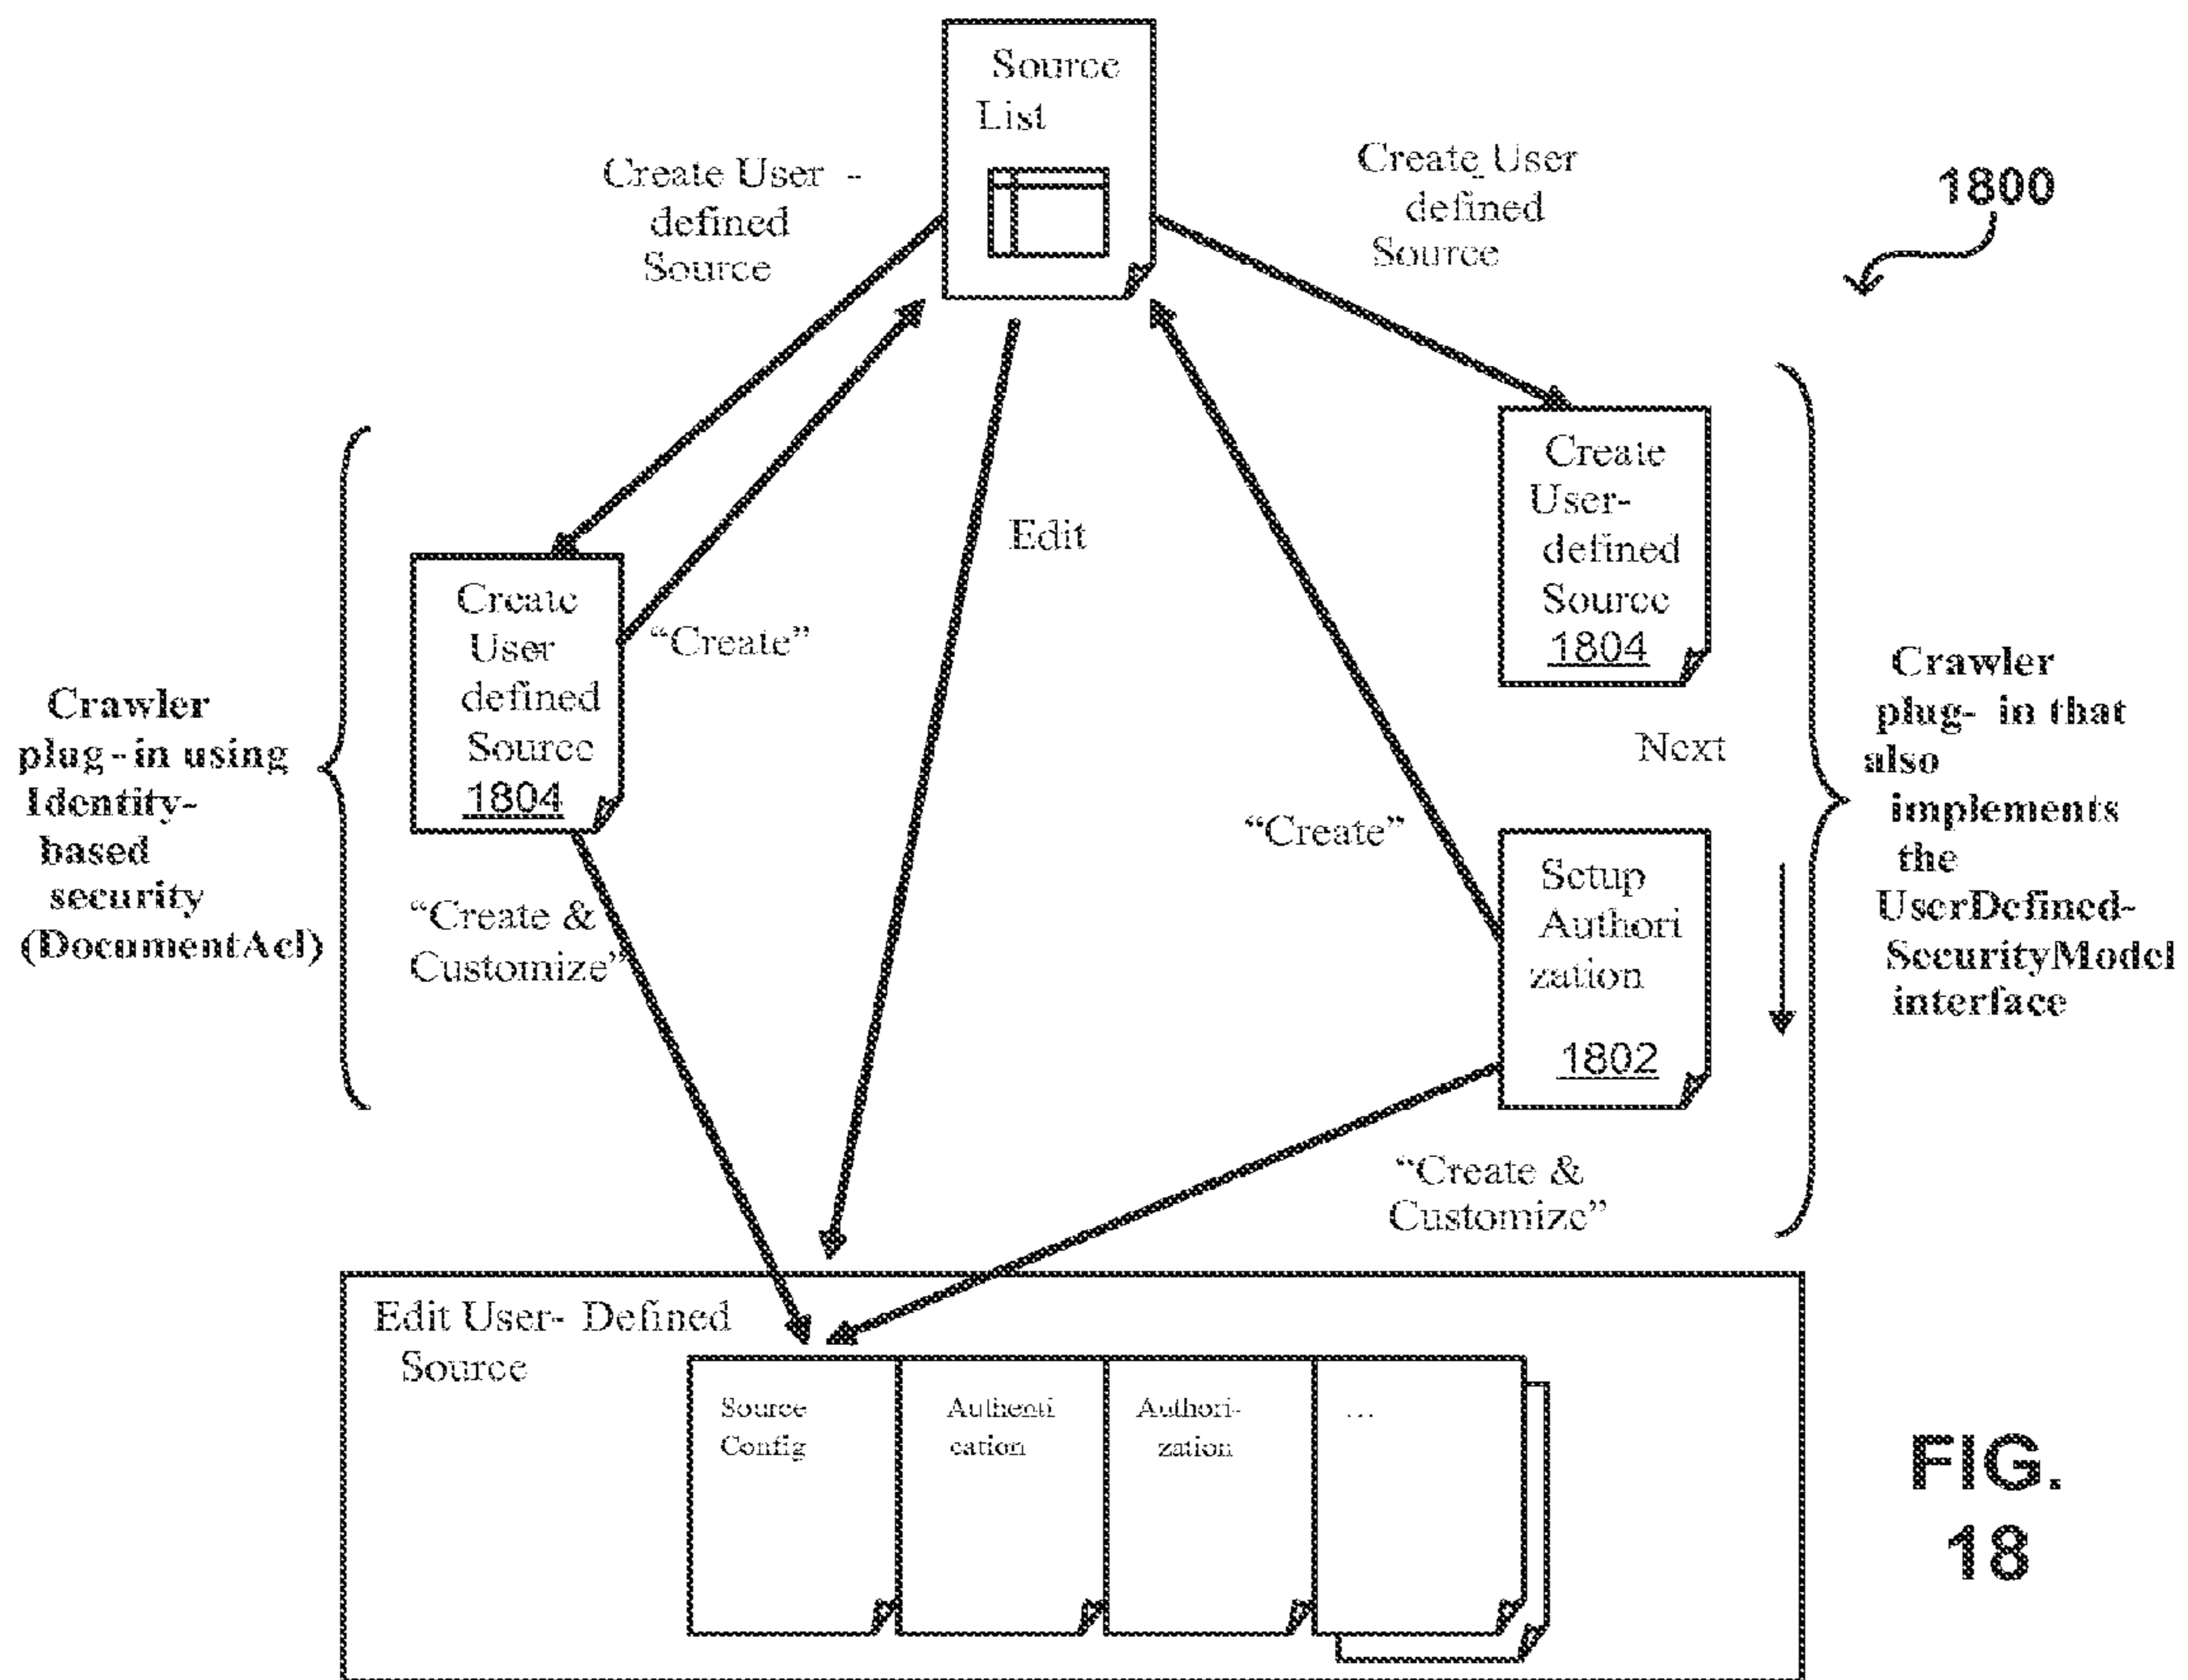 Source
List
Create User -
defined
Source
Create User
-
defined
Source
1800
Edit
Create
User
defined
Source
1804
"Create"
Create
User-
defined
Source
1804
Next
Crawler
plug-in using
Identity-
based
security
(DocumentAcl)
Crawler
plug- in that
also
implements
the
UserDefined-
SecurityModel
interface
"Create &
Customize"
"Create"
Setup
Authori
zation
1802
"Create &
Customize"
Edit User- Defined
Source
Source
Config
Authenti
cation
Authori-
zation
...
FIG.
18